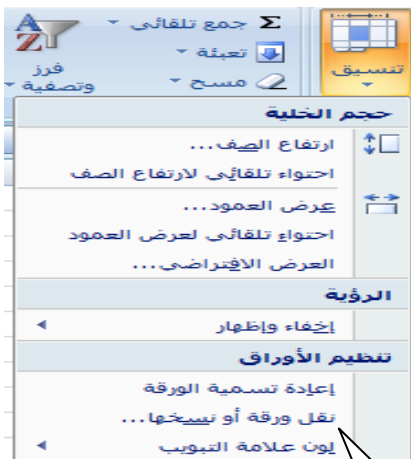 تنسيق
Σ جمع تلقائي
تعبئة
مسح
فرز
وتصفية
حجم الخلية
ارتفاع الصف...
احتواء تلقائي لارتفاع الصف
عرض العمود...
احتواء تلقائي لعرض العمود
العرض الافتراضي...
الرؤية
إخفاء وإظهار
تنظيم الأوراق
إعادة تسمية الورقة
نقل ورقة أو نسخها...
لون علامة التبويب